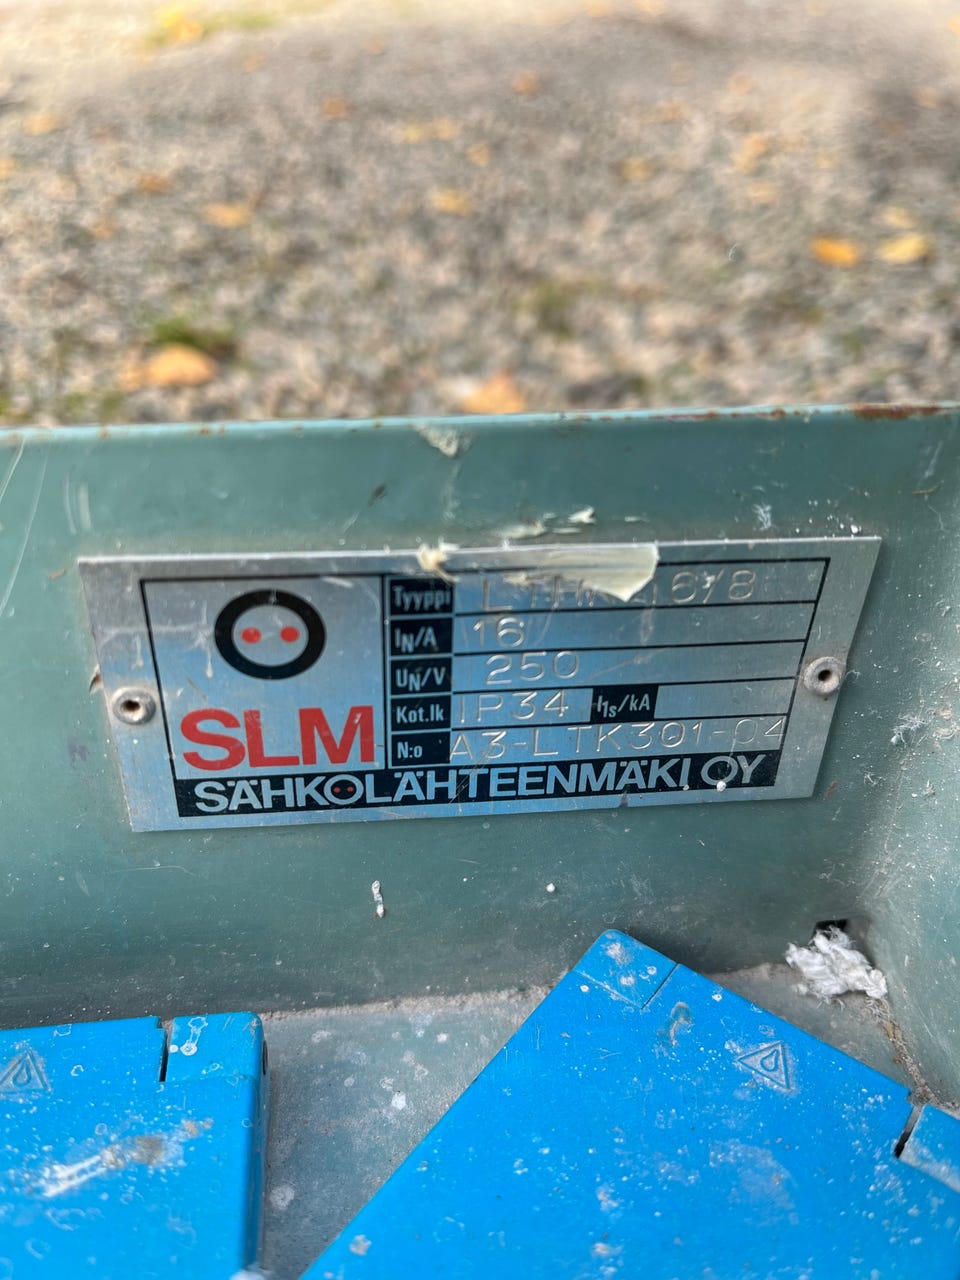 Tyyppi
IN/A 16
UN/V 250
Kot.lk IP34 I1s/kA
N:o A3-LTK301-04
SLM
SÄHKOLÄHTEENMÄKI OY